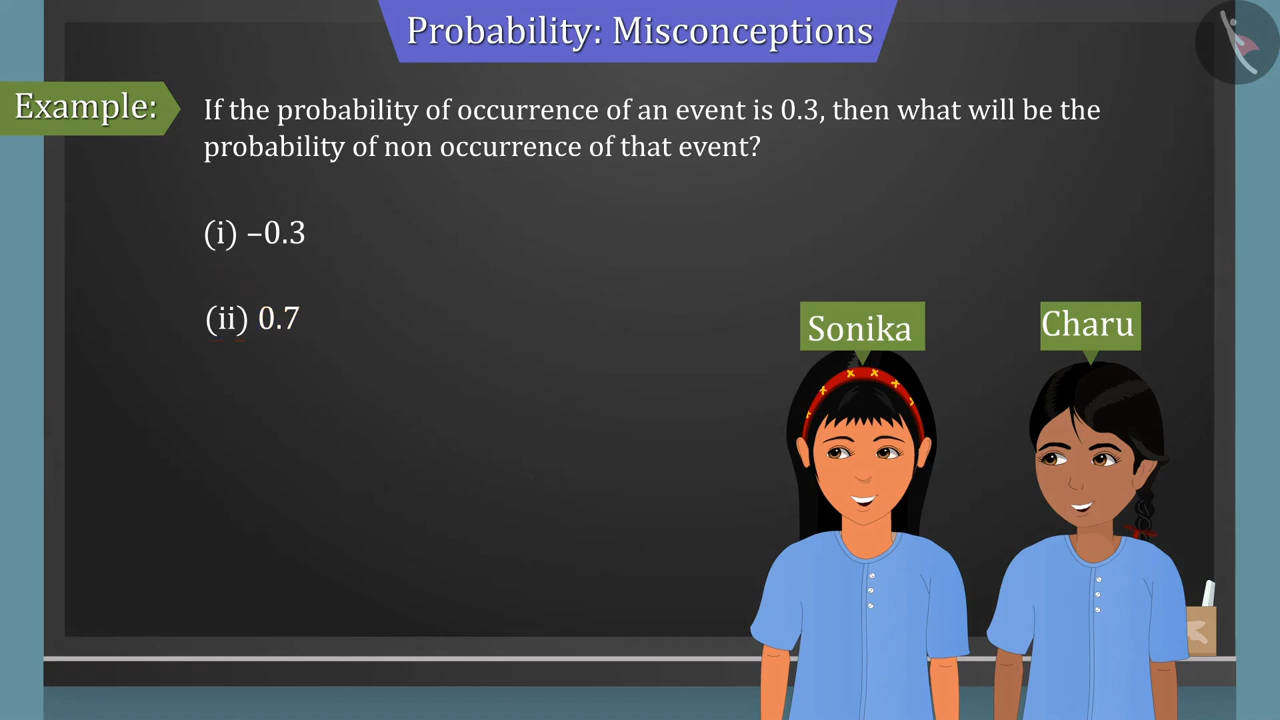 Probability: Misconceptions
Example:
If the probability of occurrence of an event is 0.3, then what will be the
probability of non occurrence of that event?
(i) –0.3
(ii) 0.7
Sonika
Charu